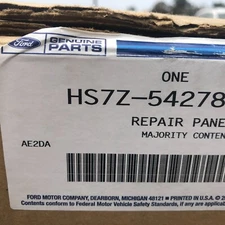 Ford
GENUINE
PARTS
ONE
HS7Z-54278
REPAIR PANE
MAJORITY CONTEN
AE2DA
FORD MOTOR COMPANY, DEARBORN, MICHIGAN 48121 ■ PRINTED IN U.S.A. © 2
Contents conform to Federal Motor Vehicle Safety Standards, if any are applicabl